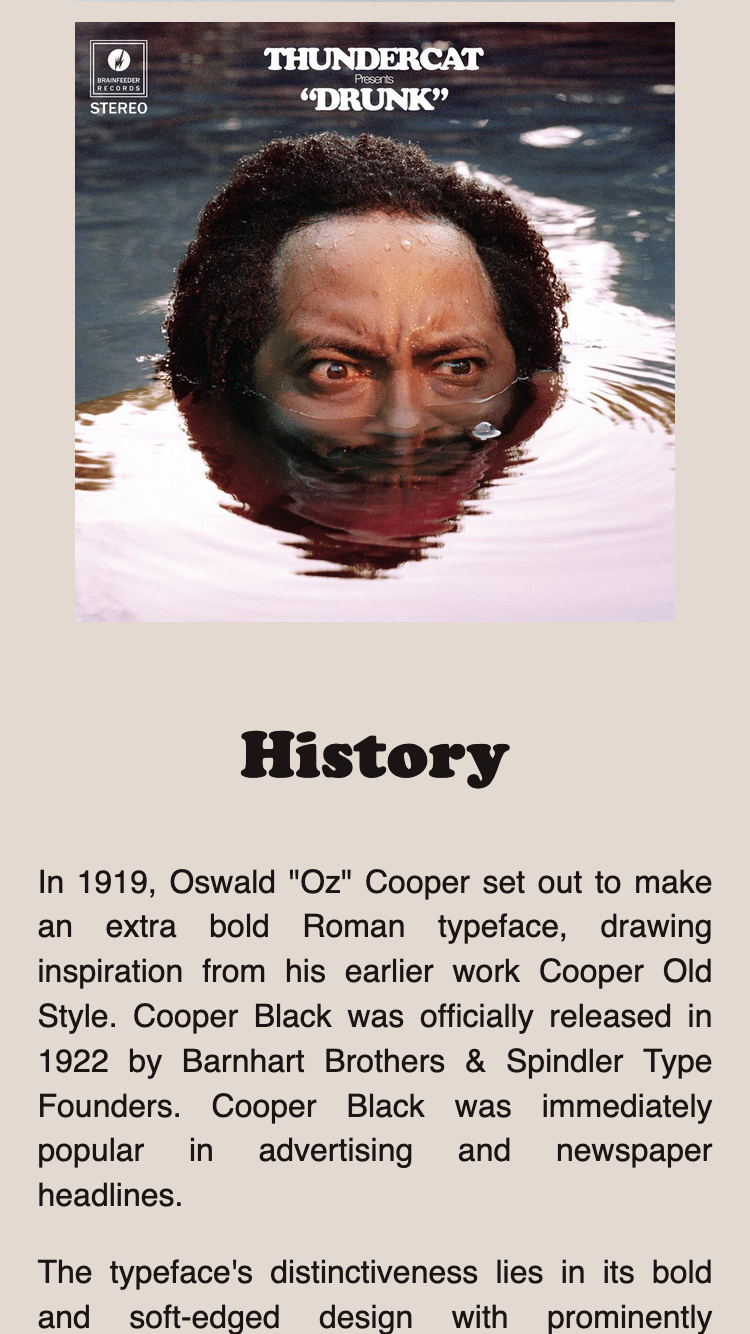 BRAINFEEDER
RECORDS
STEREO
THUNDERCAT
Presents
“DRUNK”
History
In 1919, Oswald "Oz" Cooper set out to make
an extra bold Roman typeface, drawing
inspiration from his earlier work Cooper Old
Style. Cooper Black was officially released in
1922 by Barnhart Brothers & Spindler Type
Founders. Cooper Black was immediately
popular in advertising and newspaper
headlines.
The typeface's distinctiveness lies in its bold
and soft-edged design with prominently